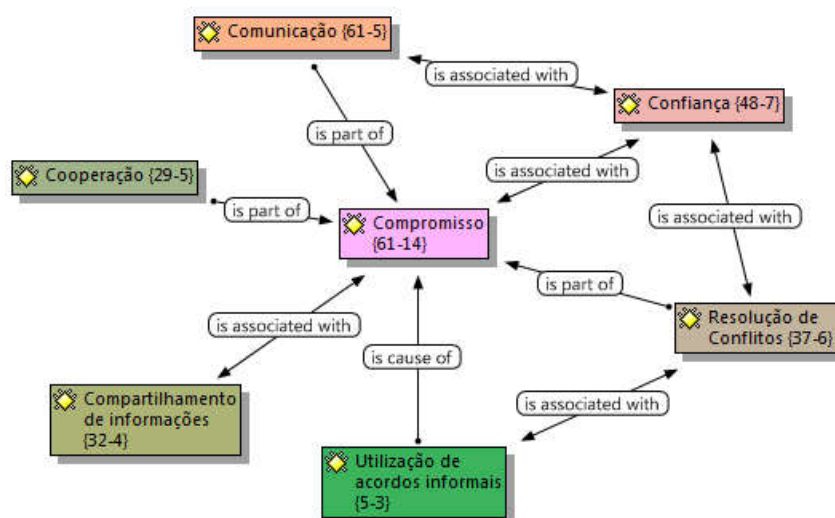 Comunicação {61-5}
is associated with
Confiança {48-7}
is part of
is associated with
Cooperação {29-5}
is part of
Compromisso
{61-14}
is associated with
is part of
Resolução de
Conflitos {37-6}
is associated with
is cause of
Compartilhamento
de informações
{32-4}
is associated with
Utilização de
acordos informais
{5-3}